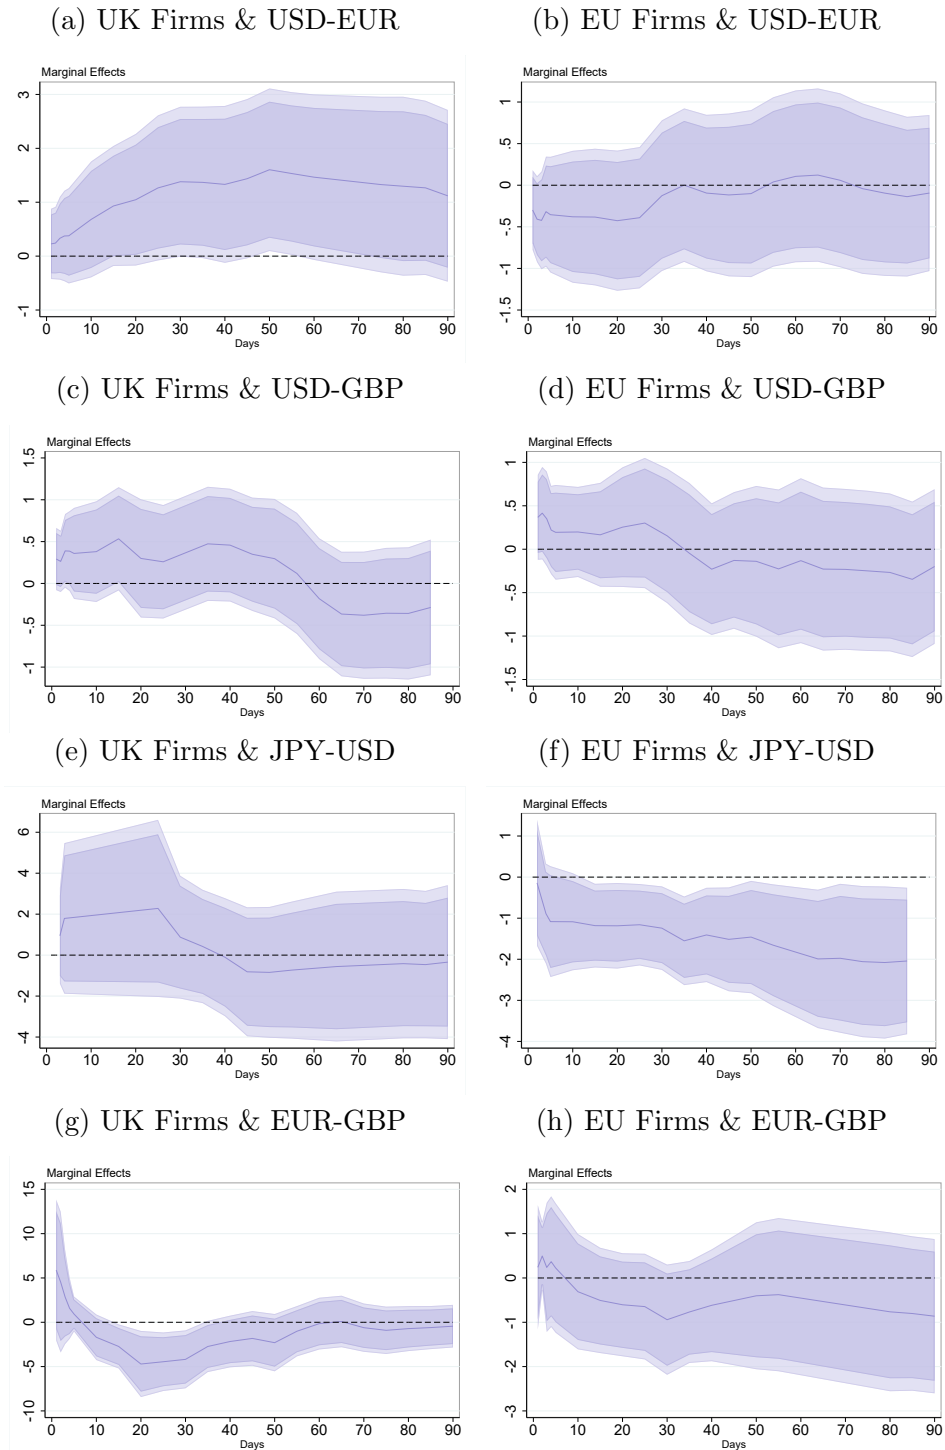 (a) UK Firms & USD-EUR
Marginal Effects
3
2
1
0
-1
0 10 20 30 40 50 60 70 80 90
Days
(b) EU Firms & USD-EUR
Marginal Effects
1
.5
0
-.5
-1
-1.5
0 10 20 30 40 50 60 70 80 90
Days
(c) UK Firms & USD-GBP
Marginal Effects
1.5
1
.5
0
-.5
-1
0 10 20 30 40 50 60 70 80 90
Days
(d) EU Firms & USD-GBP
Marginal Effects
1
.5
0
-.5
-1
-1.5
0 10 20 30 40 50 60 70 80 90
Days
(e) UK Firms & JPY-USD
Marginal Effects
6
4
2
0
-2
-4
0 10 20 30 40 50 60 70 80 90
Days
(f) EU Firms & JPY-USD
Marginal Effects
1
0
-1
-2
-3
-4
0 10 20 30 40 50 60 70 80 90
Days
(g) UK Firms & EUR-GBP
Marginal Effects
15
10
5
0
-5
-10
0 10 20 30 40 50 60 70 80 90
Days
(h) EU Firms & EUR-GBP
Marginal Effects
2
1
0
-1
-2
-3
0 10 20 30 40 50 60 70 80 90
Days